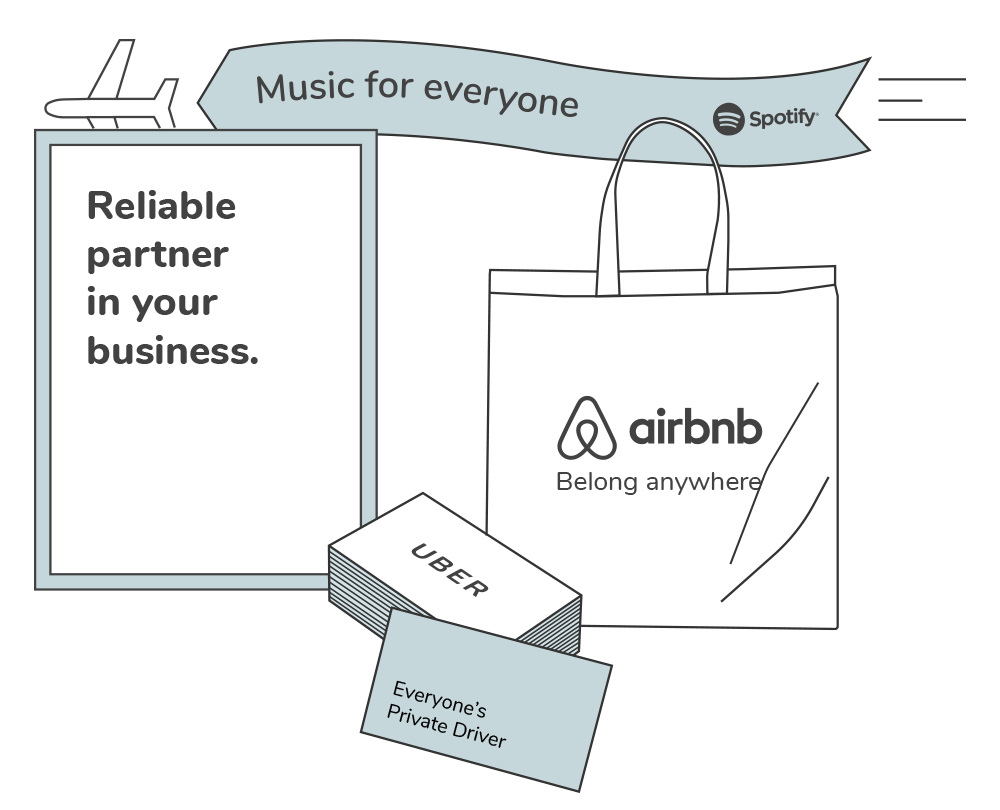 Music for everyone
Spotify
Reliable
partner
in your
business.
airbnb
Belong anywhere
UBER
Everyone’s
Private Driver